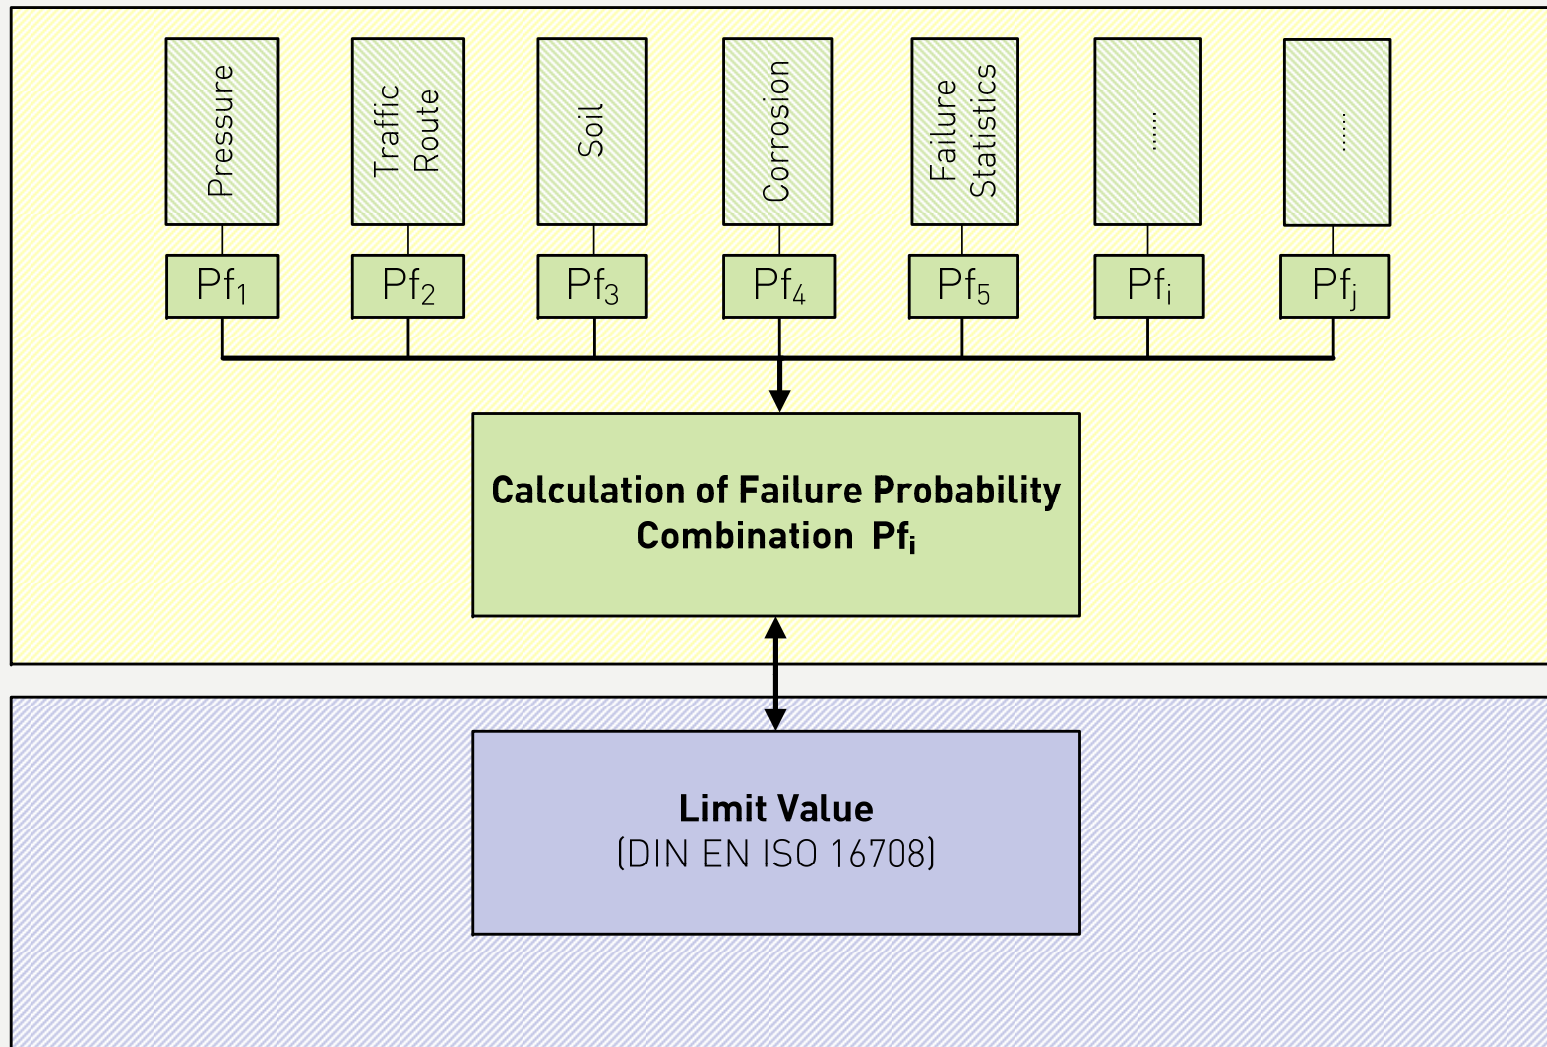 Pressure
Traffic
Route
Soil
Corrosion
Failure
Statistics
......
......
Pf₁
Pf₂
Pf₃
Pf₄
Pf₅
Pfᵢ
Pfⱼ
Calculation of Failure Probability
Combination Pfᵢ
Limit Value
(DIN EN ISO 16708)